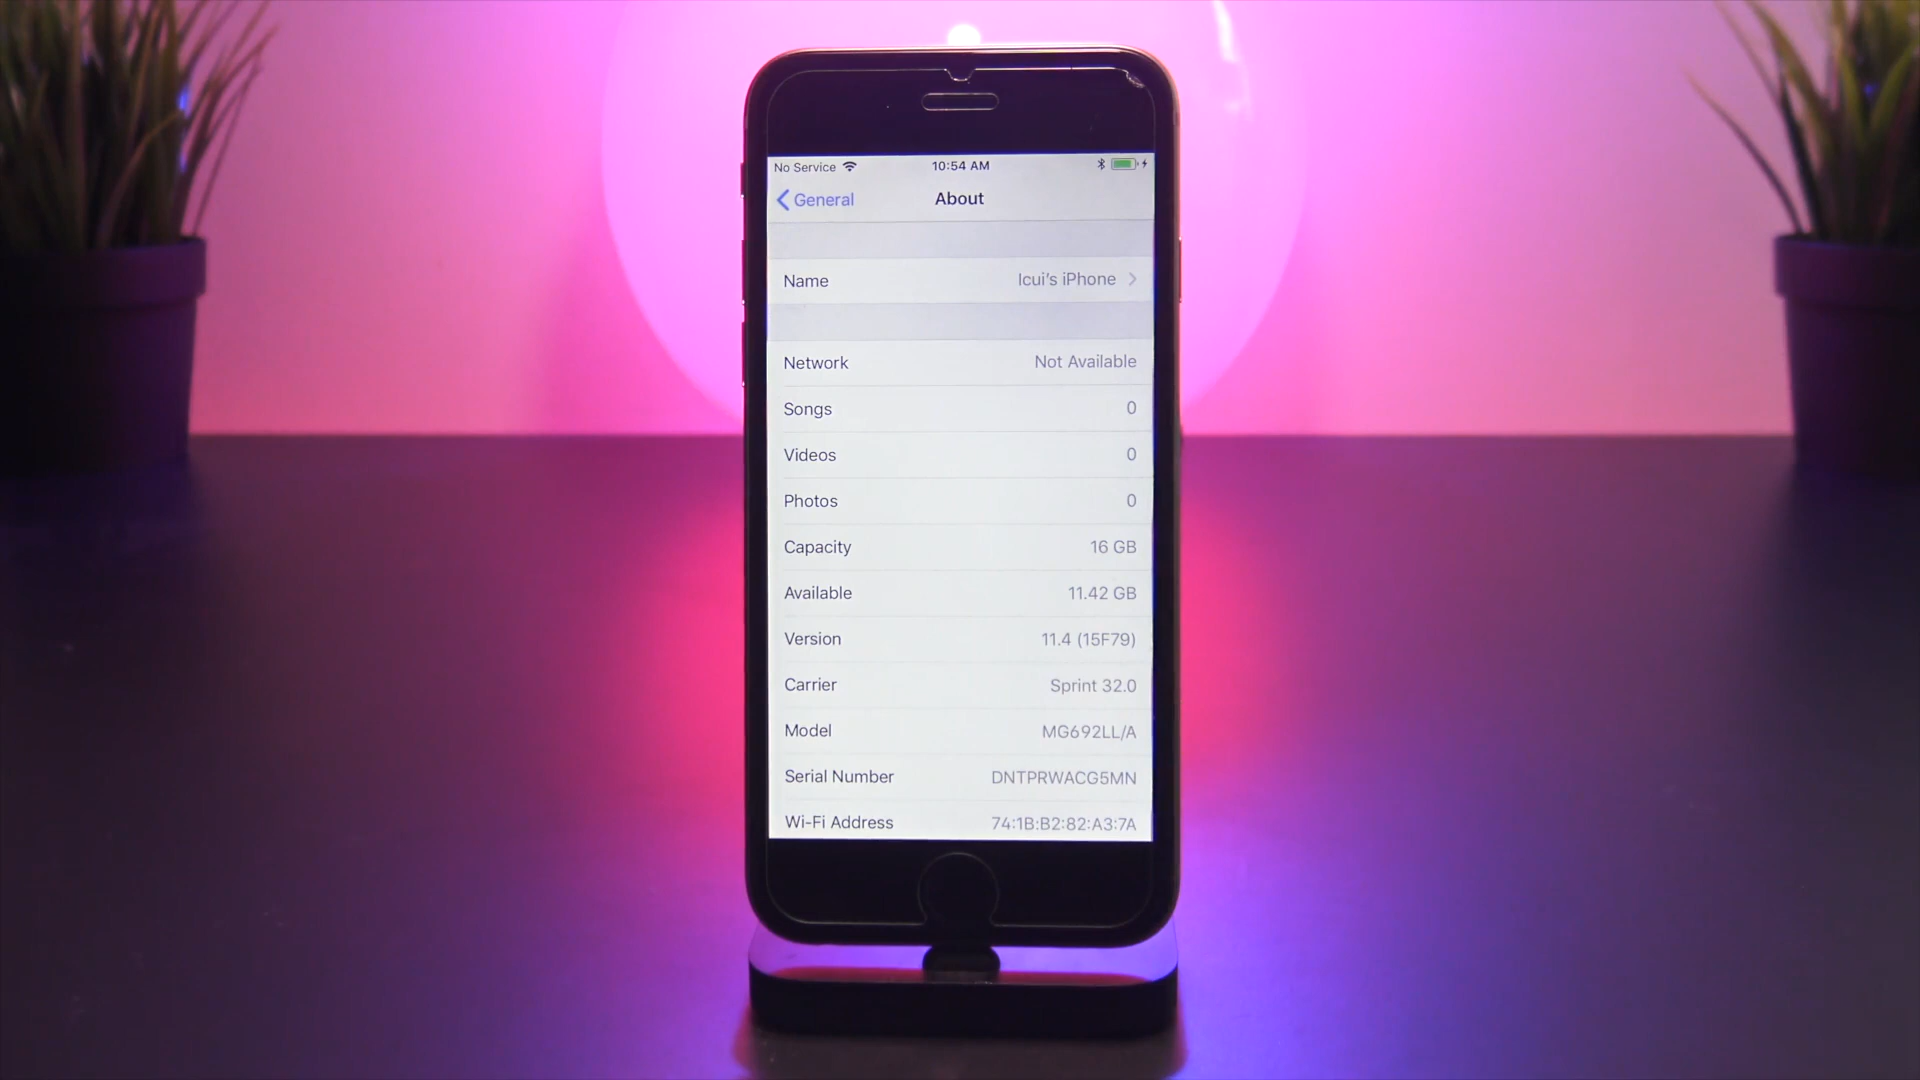 No Service 10:54 AM
General About
Name Icui's iPhone
Network Not Available
Songs 0
Videos 0
Photos 0
Capacity 16 GB
Available 11.42 GB
Version 11.4 (15F79)
Carrier Sprint 32.0
Model MG692LL/A
Serial Number DNTPRWACG5MN
Wi-Fi Address 74:1B:B2:82:A3:7A